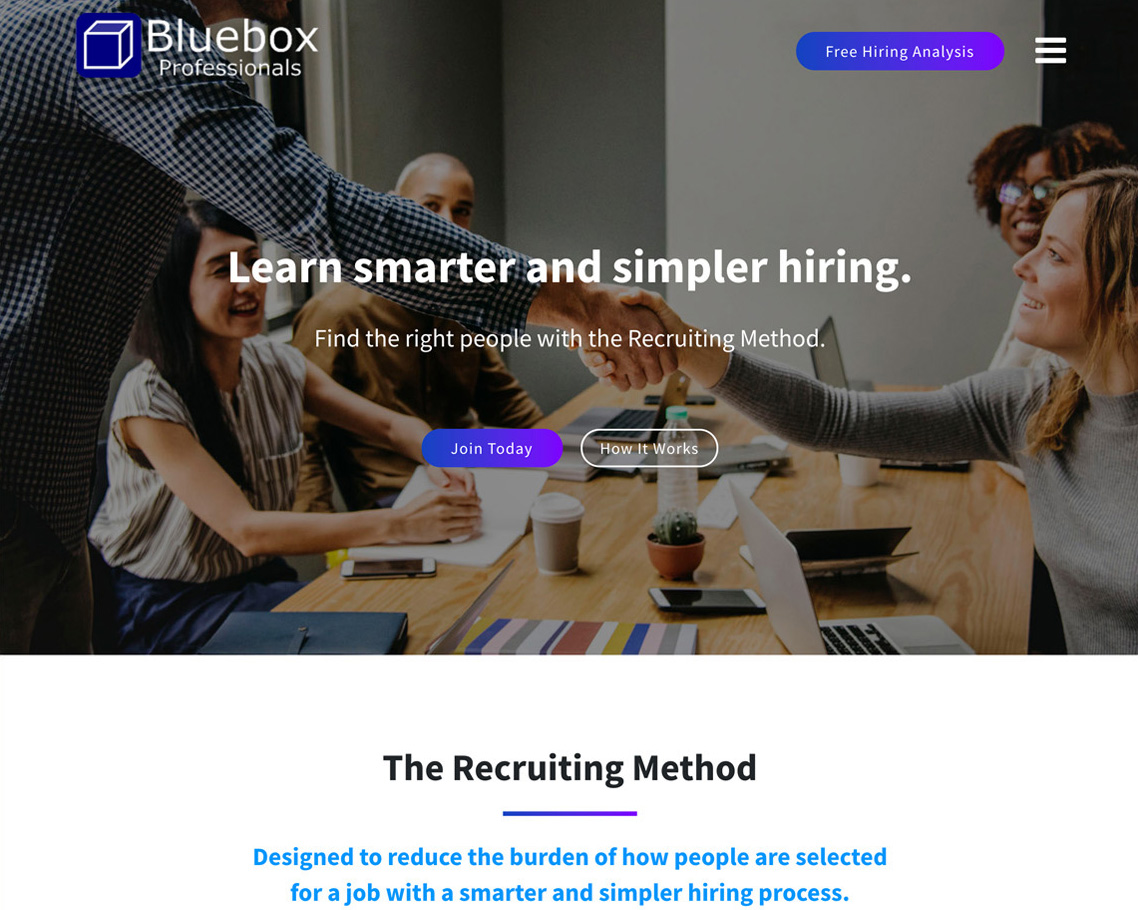 Bluebox
Professionals
Free Hiring Analysis
Learn smarter and simpler hiring.
Find the right people with the Recruiting Method.
Join Today
How It Works
The Recruiting Method
Designed to reduce the burden of how people are selected
for a job with a smarter and simpler hiring process.